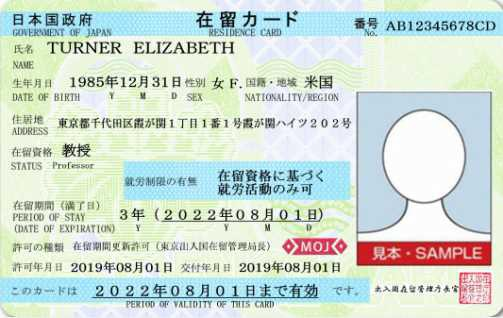 日本国政府 在留カード 番号 AB12345678CD
GOVERNMENT OF JAPAN RESIDENCE CARD No.
氏名 TURNER ELIZABETH
NAME
生年月日 1985年12月31日 性別 女 F. 国籍・地域 米国
DATE OF BIRTH Y M D SEX NATIONALITY/REGION
住居地 東京都千代田区霞が関1丁目1番1号霞が関ハイツ202号
ADDRESS
在留資格 教授
STATUS Professor
就労制限の有無 在留資格に基づく
就労活動のみ可
在留期間(満了日)
PERIOD OF STAY 3年(2022年08月01日)
(DATE OF EXPIRATION) Y Y M D
許可の種類 在留期間更新許可(東京出入国在留管理局長) MOJ
見本・SAMPLE
許可年月日 2019年08月01日 交付年月日 2019年08月01日
このカードは 2022年08月01日まで有効 です。
PERIOD OF VALIDITY OF THIS CARD
出入国在留管理庁長官